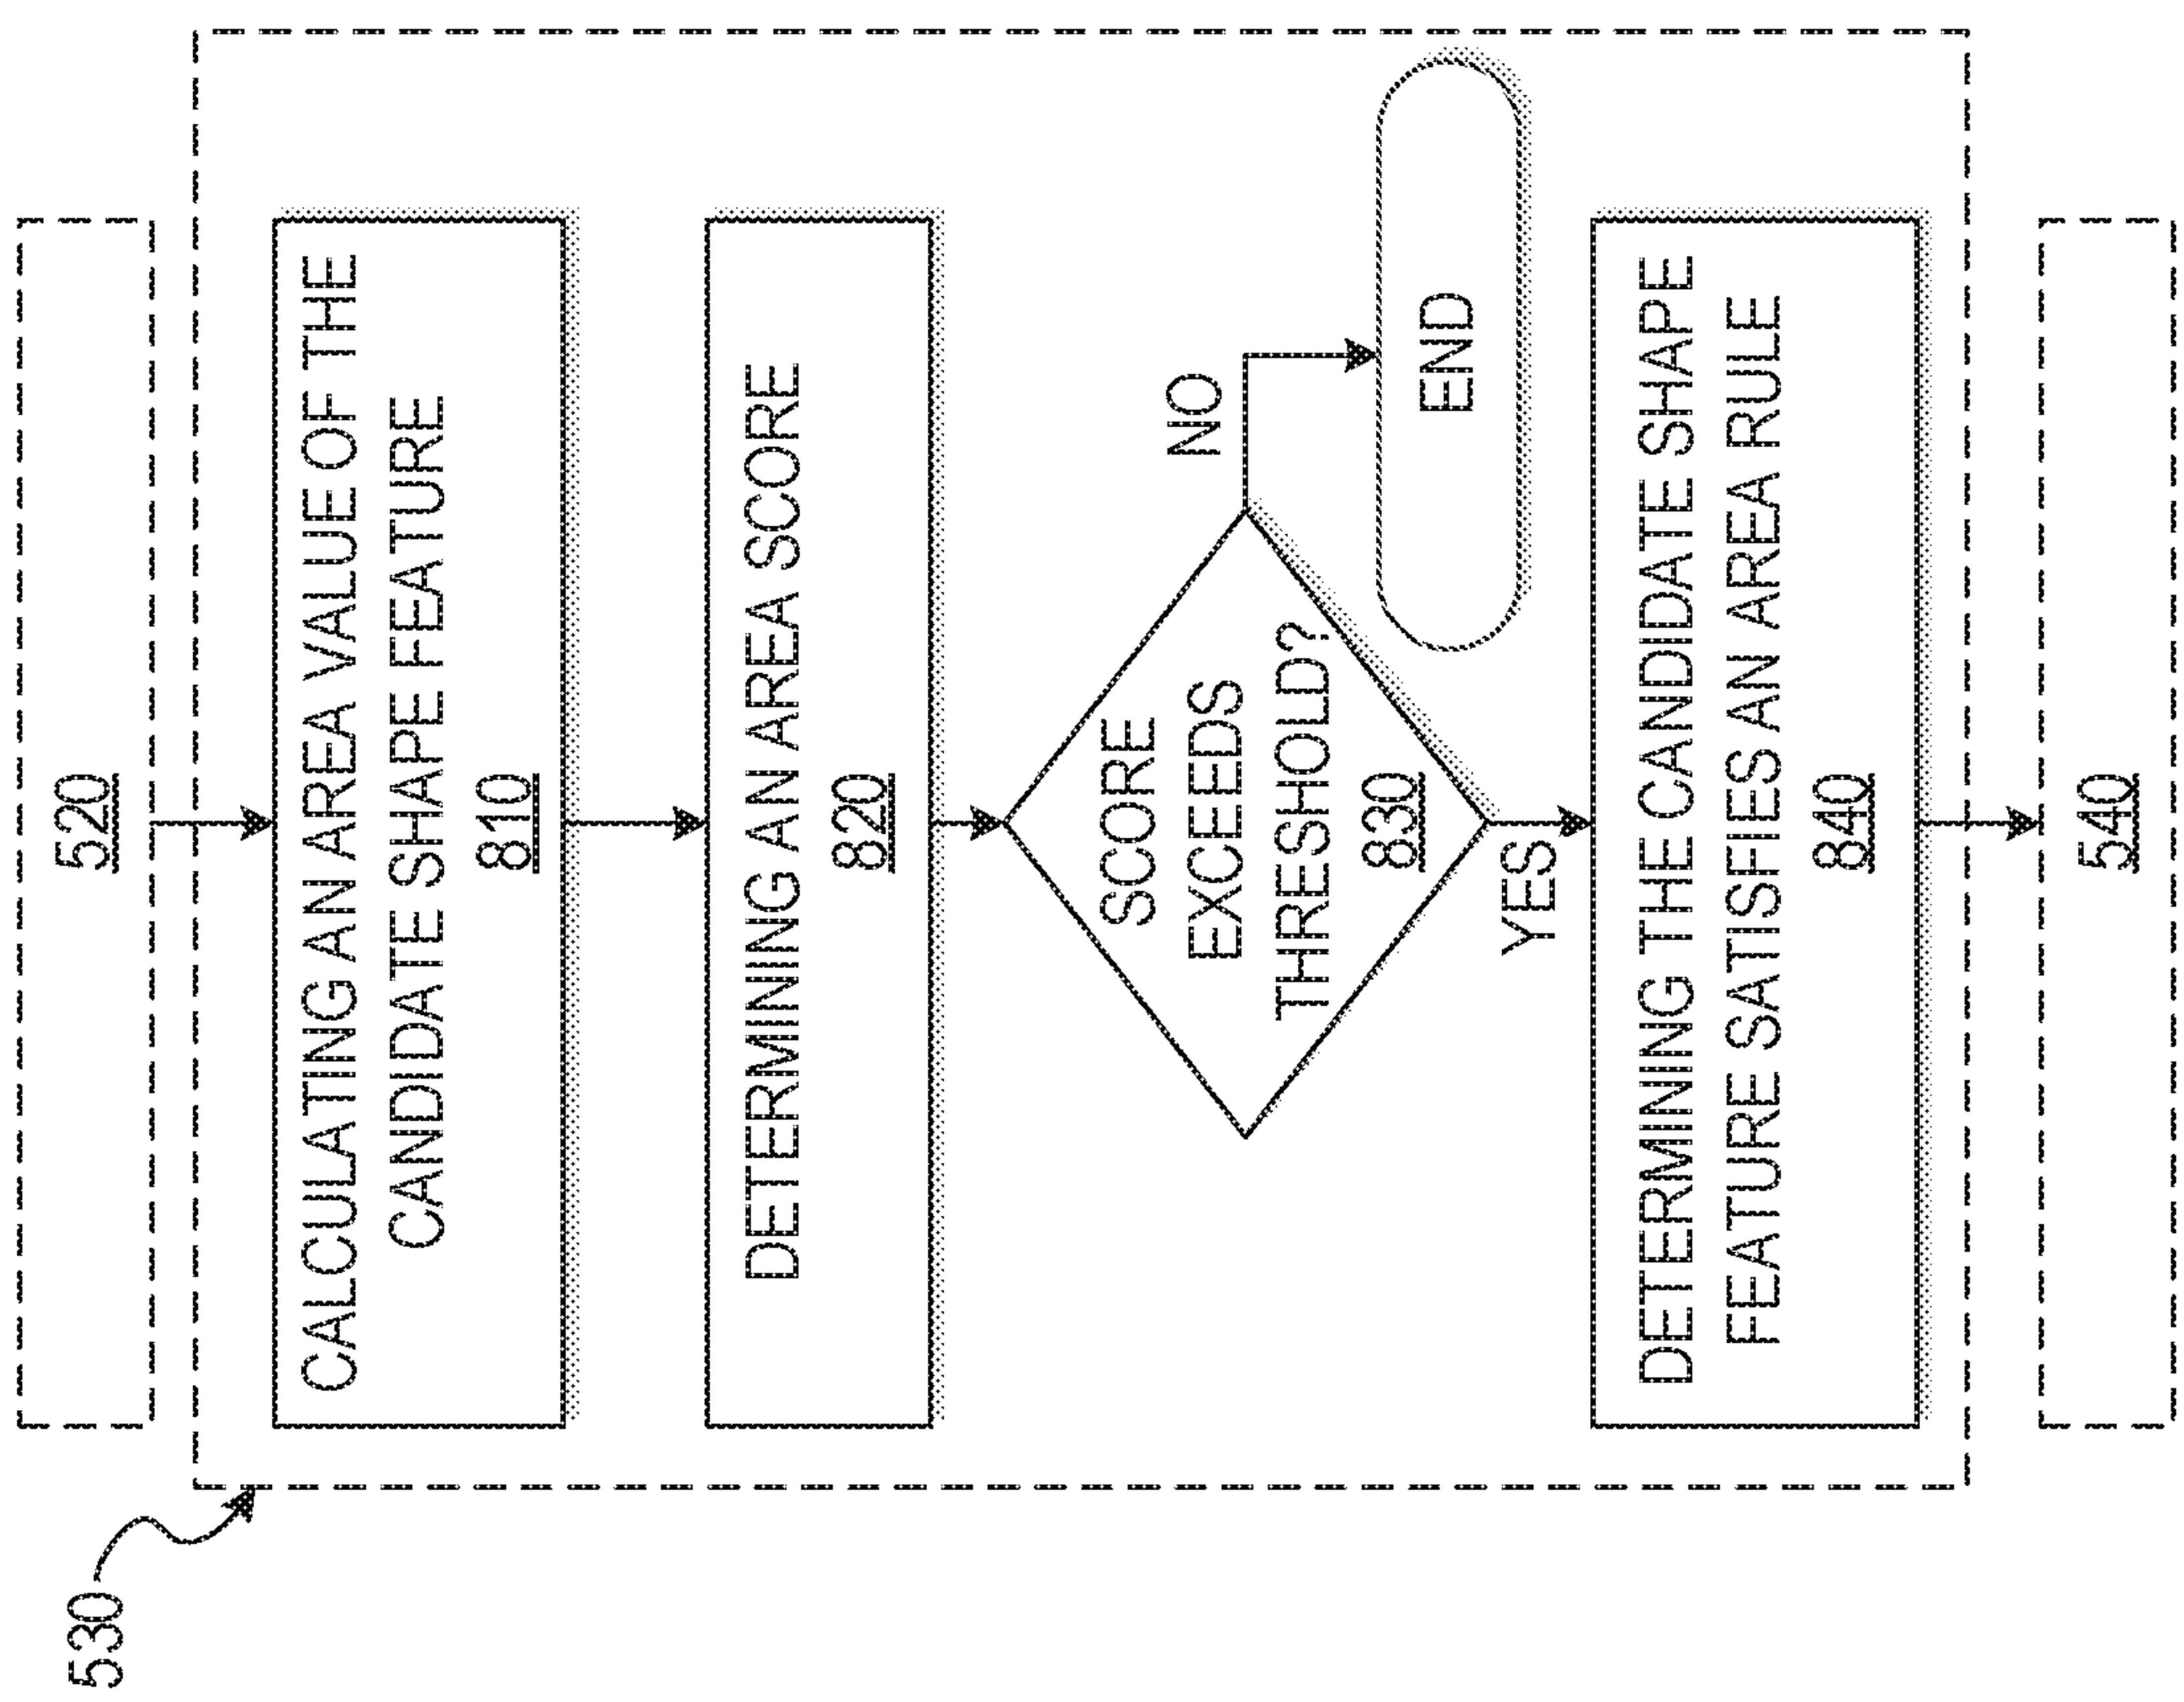 530
520
CALCULATING AN AREA VALUE OF THE
CANDIDATE SHAPE FEATURE
810
DETERMINING AN AREA SCORE
820
SCORE
EXCEEDS
THRESHOLD?
830
NO
END
YES
DETERMINING THE CANDIDATE SHAPE
FEATURE SATISFIES AN AREA RULE
840
540